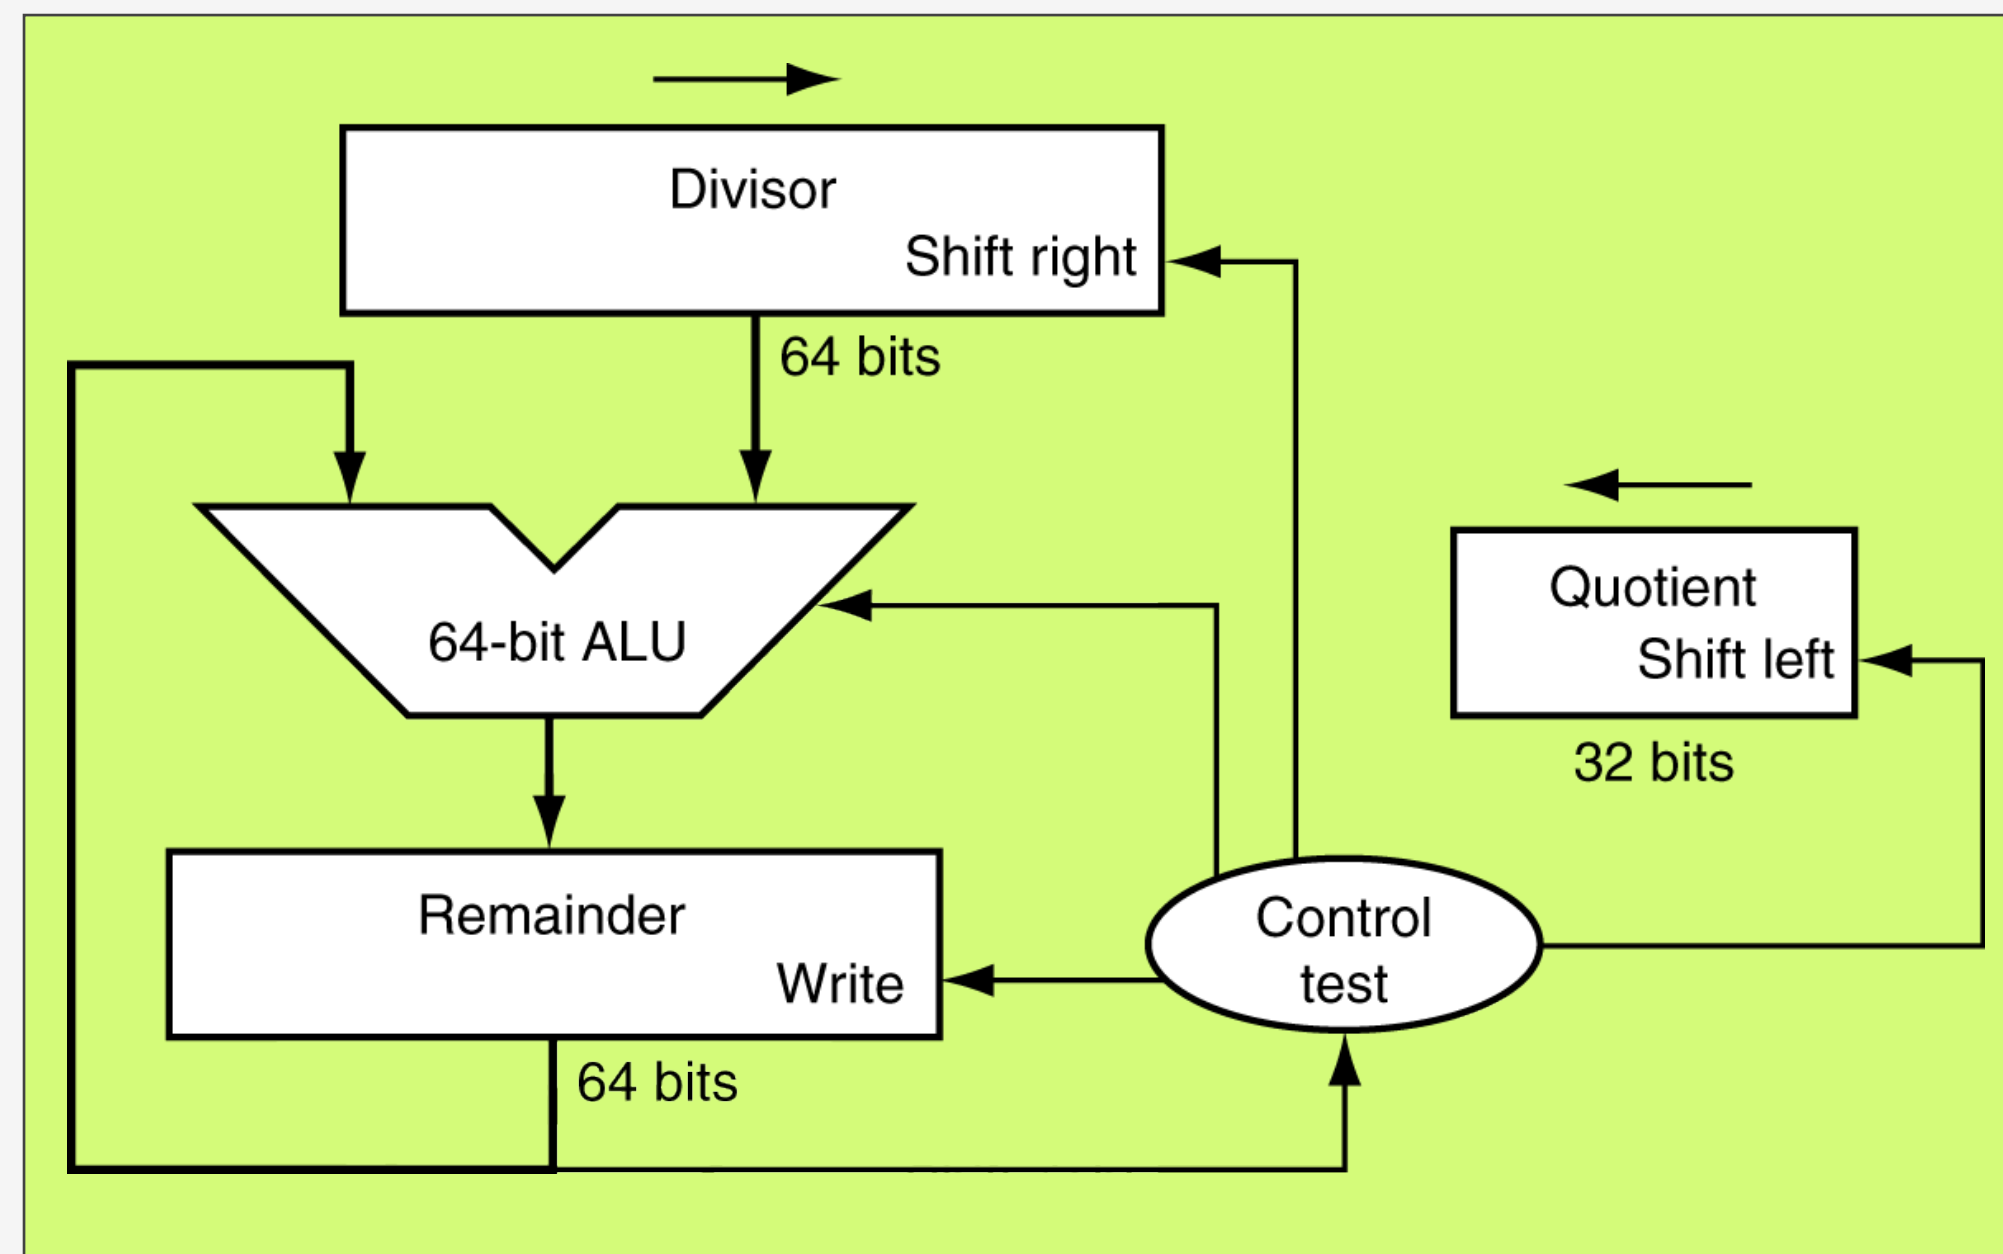 Divisor
Shift right
64 bits
64-bit ALU
Quotient
Shift left
32 bits
Remainder
Write
Control
test
64 bits